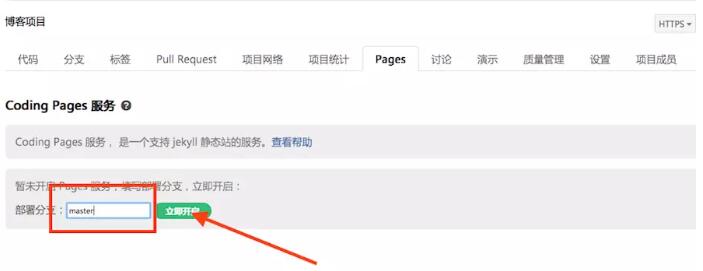 博客项目
HTTPS
代码 分支 标签 Pull Request 项目网络 项目统计 Pages 讨论 演示 质量管理 设置 项目成员
Coding Pages 服务
Coding Pages 服务，是一个支持 jekyll 静态站的服务。查看帮助
暂未开启 Pages 服务，填写部署分支，立即开启：
部署分支：master 立即开启